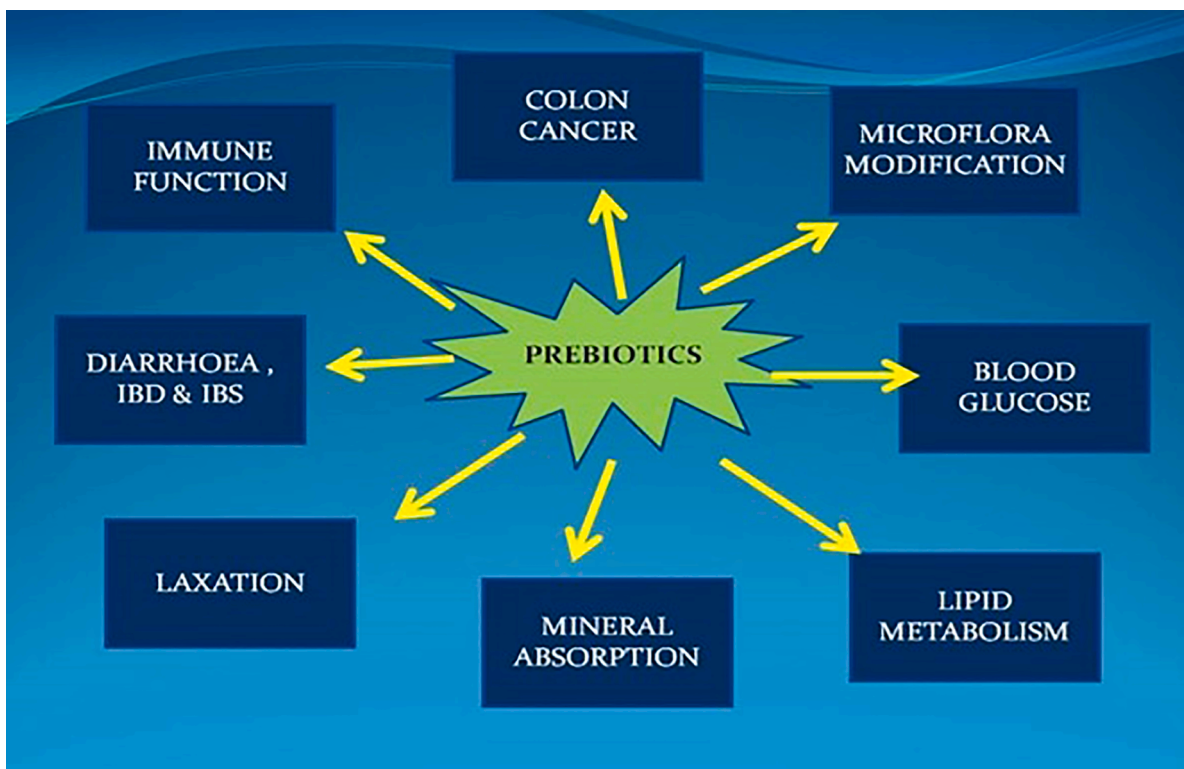 COLON
CANCER
IMMUNE
FUNCTION
MICROFLORA
MODIFICATION
PREBIOTICS
DIARRHOEA ,
IBD & IBS
BLOOD
GLUCOSE
LAXATION
MINERAL
ABSORPTION
LIPID
METABOLISM